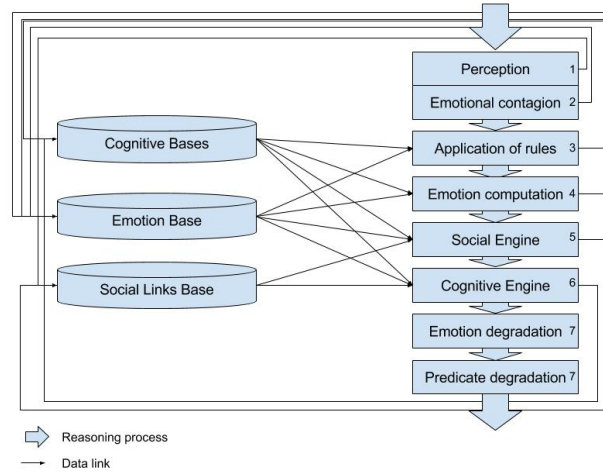 Perception 1
Emotional contagion 2
Cognitive Bases
Application of rules 3
Emotion computation 4
Emotion Base
Social Engine 5
Social Links Base
Cognitive Engine 6
Emotion degradation 7
Predicate degradation 7
Reasoning process
Data link